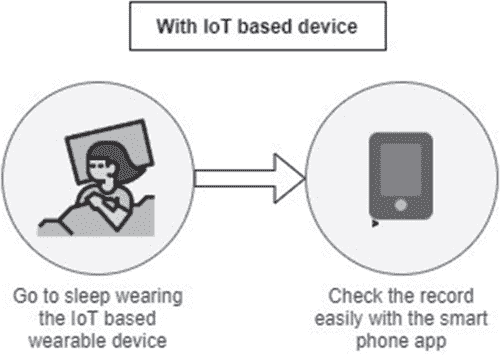 With IoT based device
Go to sleep wearing
the IoT based
wearable device
Check the record
easily with the smart
phone app